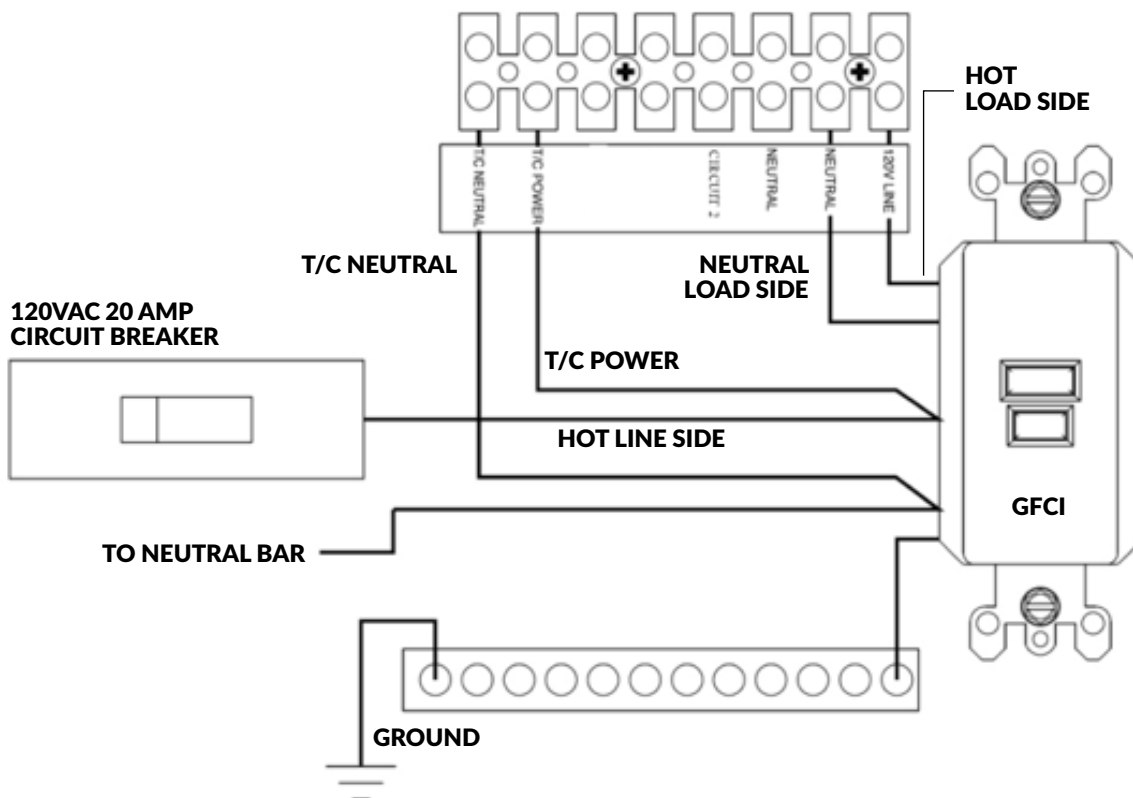 HOT
LOAD SIDE
T/C NEUTRAL
T/C POWER
CIRCUIT 2
NEUTRAL
NEUTRAL
120V LINE
T/C NEUTRAL
NEUTRAL
LOAD SIDE
120VAC 20 AMP
CIRCUIT BREAKER
T/C POWER
HOT LINE SIDE
GFCI
TO NEUTRAL BAR
GROUND